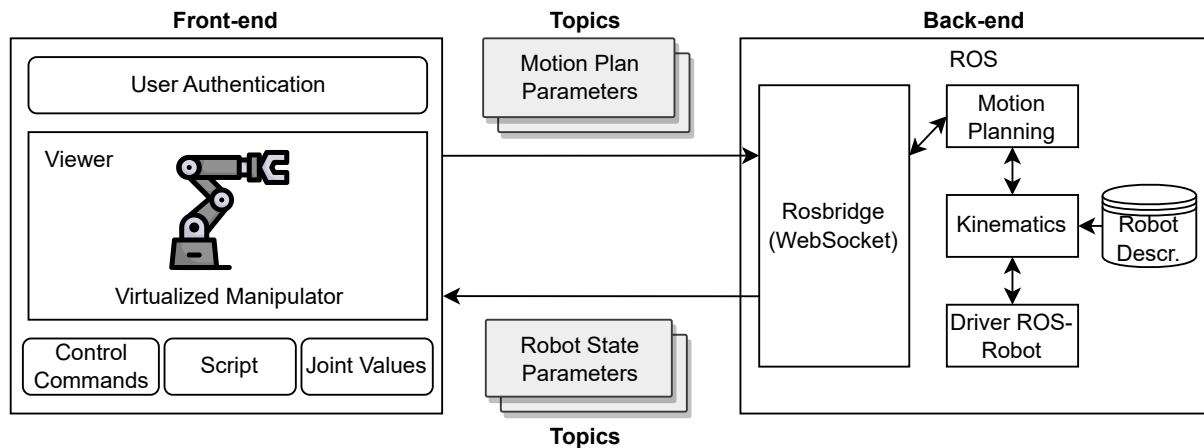 Front-end
User Authentication
Viewer
Virtualized Manipulator
Control
Commands
Script
Joint Values
Topics
Motion Plan
Parameters
Robot State
Parameters
Topics
Back-end
ROS
Rosbridge
(WebSocket)
Motion
Planning
Kinematics
Robot
Descr.
Driver ROS-
Robot